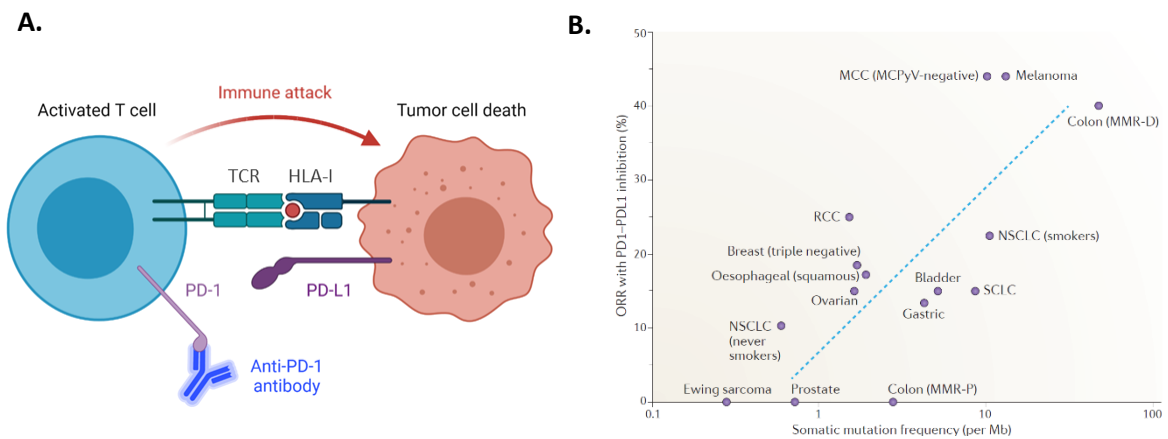 A.
Activated T cell
Immune attack
Tumor cell death
TCR
HLA-I
PD-1
PD-L1
Anti-PD-1
antibody
B.
ORR with PD1–PDL1 inhibition (%)
50
40
30
20
10
0
MCC (MCPyV-negative)
Melanoma
Colon (MMR-D)
RCC
NSCLC (smokers)
Breast (triple negative)
Oesophageal (squamous)
Bladder
Ovarian
SCLC
Gastric
NSCLC
(never
smokers)
Ewing sarcoma
Prostate
Colon (MMR-P)
0.1
1
10
100
Somatic mutation frequency (per Mb)